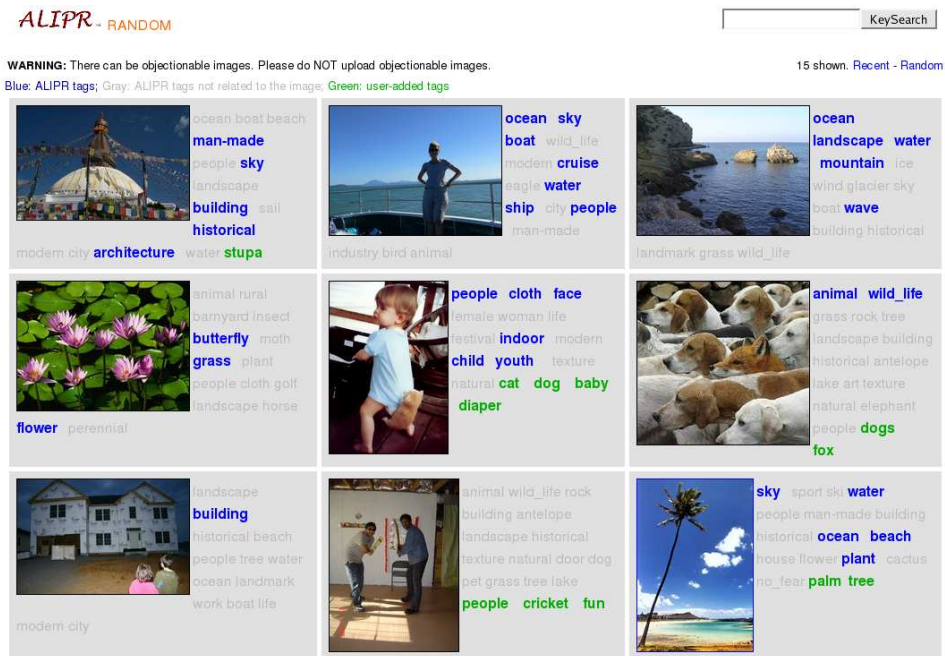 ALIPR ™ RANDOM
KeySearch
WARNING: There can be objectionable images. Please do NOT upload objectionable images.
15 shown. Recent - Random
Blue: ALIPR tags; Gray: ALIPR tags not related to the image; Green: user-added tags
ocean boat beach
man-made
people sky
landscape
building sail
historical
modern city architecture water stupa
ocean sky
boat wild_life
modern cruise
eagle water
ship city people
man-made
industry bird animal
ocean
landscape water
mountain ice
wind glacier sky
boat wave
building historical
landmark grass wild_life
animal rural
barnyard insect
butterfly moth
grass plant
people cloth golf
landscape horse
flower perennial
people cloth face
female woman life
festival indoor modern
child youth texture
natural cat dog baby
diaper
animal wild_life
grass rock tree
landscape building
historical antelope
lake art texture
natural elephant
people dogs
fox
landscape
building
historical beach
people tree water
ocean landmark
work boat life
modern city
animal wild_life rock
building antelope
landscape historical
texture natural door dog
pet grass tree lake
people cricket fun
sky sport ski water
people man-made building
historical ocean beach
house flower plant cactus
no_fear palm tree